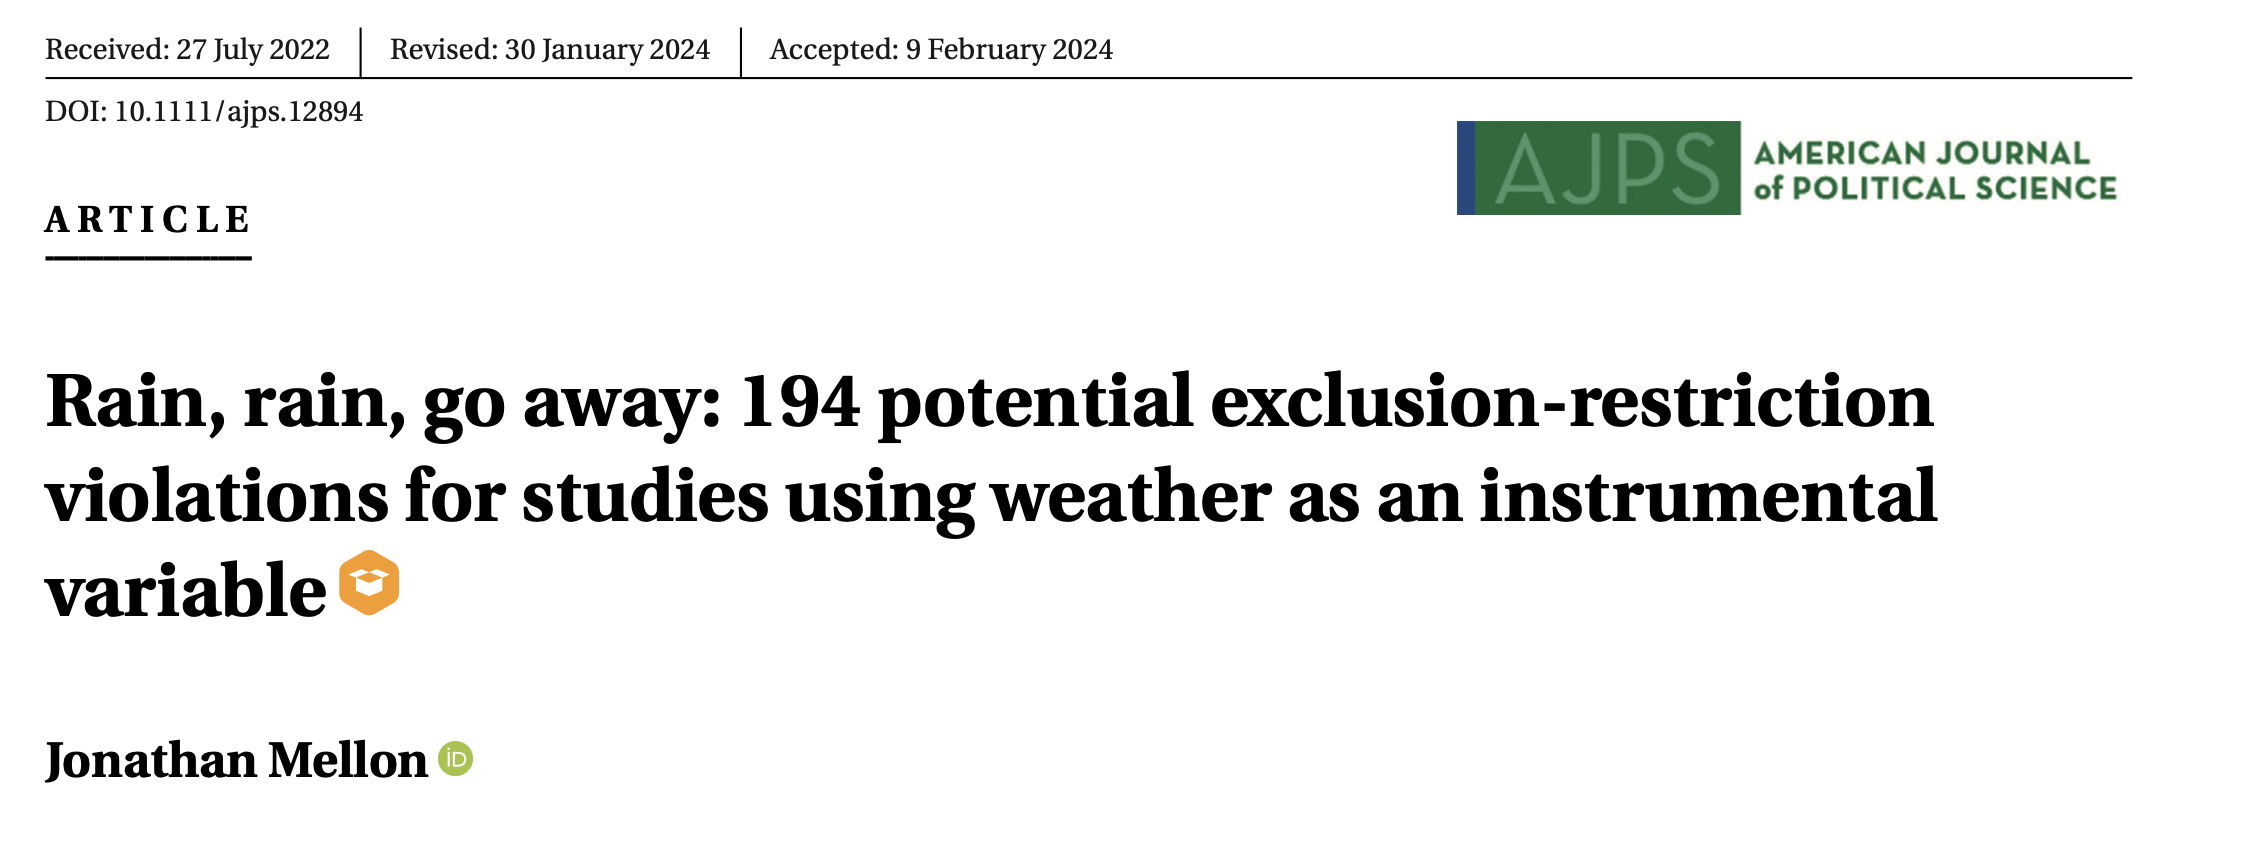 Received: 27 July 2022 | Revised: 30 January 2024 | Accepted: 9 February 2024
DOI: 10.1111/ajps.12894
AJPS
AMERICAN JOURNAL
of POLITICAL SCIENCE
ARTICLE
Rain, rain, go away: 194 potential exclusion-restriction
violations for studies using weather as an instrumental
variable
Jonathan Mellon iD